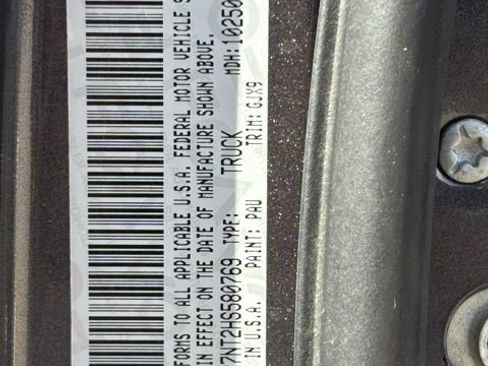 FORMS TO ALL APPLICABLE U.S.A. FEDERAL MOTOR VEHICLE S
IN EFFECT ON THE DATE OF MANUFACTURE SHOWN ABOVE.
7NT2HS580769 TYPE: TRUCK MDH: 10250
IN U.S.A. PAINT: PAU TRIM: GJX9